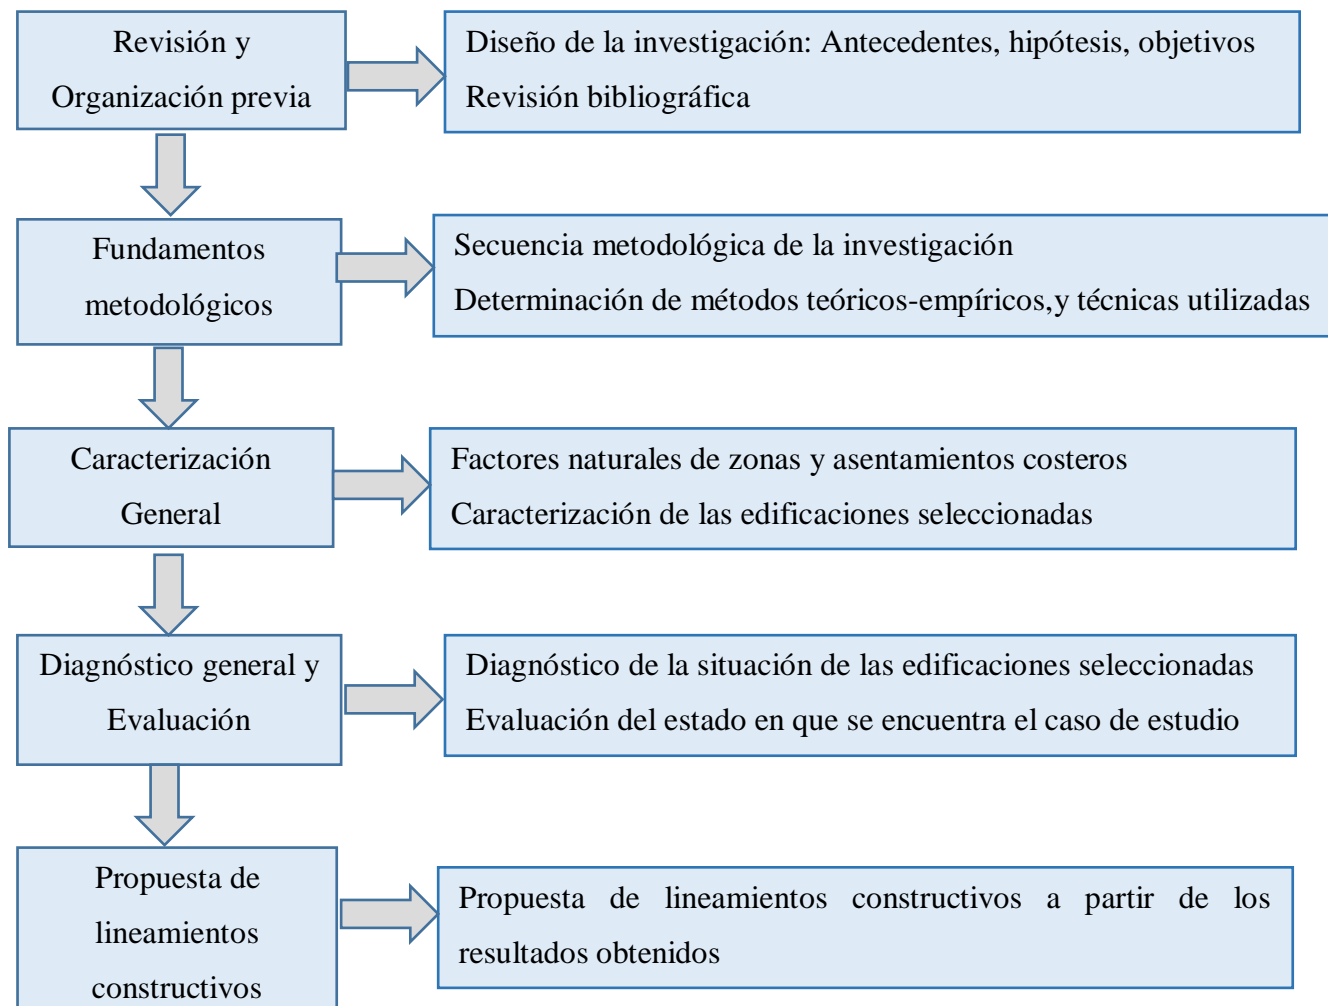 Revisión y
Organización previa
Diseño de la investigación: Antecedentes, hipótesis, objetivos
Revisión bibliográfica
Fundamentos
metodológicos
Secuencia metodológica de la investigación
Determinación de métodos teóricos-empíricos,y técnicas utilizadas
Caracterización
General
Factores naturales de zonas y asentamientos costeros
Caracterización de las edificaciones seleccionadas
Diagnóstico general y
Evaluación
Diagnóstico de la situación de las edificaciones seleccionadas
Evaluación del estado en que se encuentra el caso de estudio
Propuesta de
lineamientos
constructivos
Propuesta de lineamientos constructivos a partir de los
resultados obtenidos